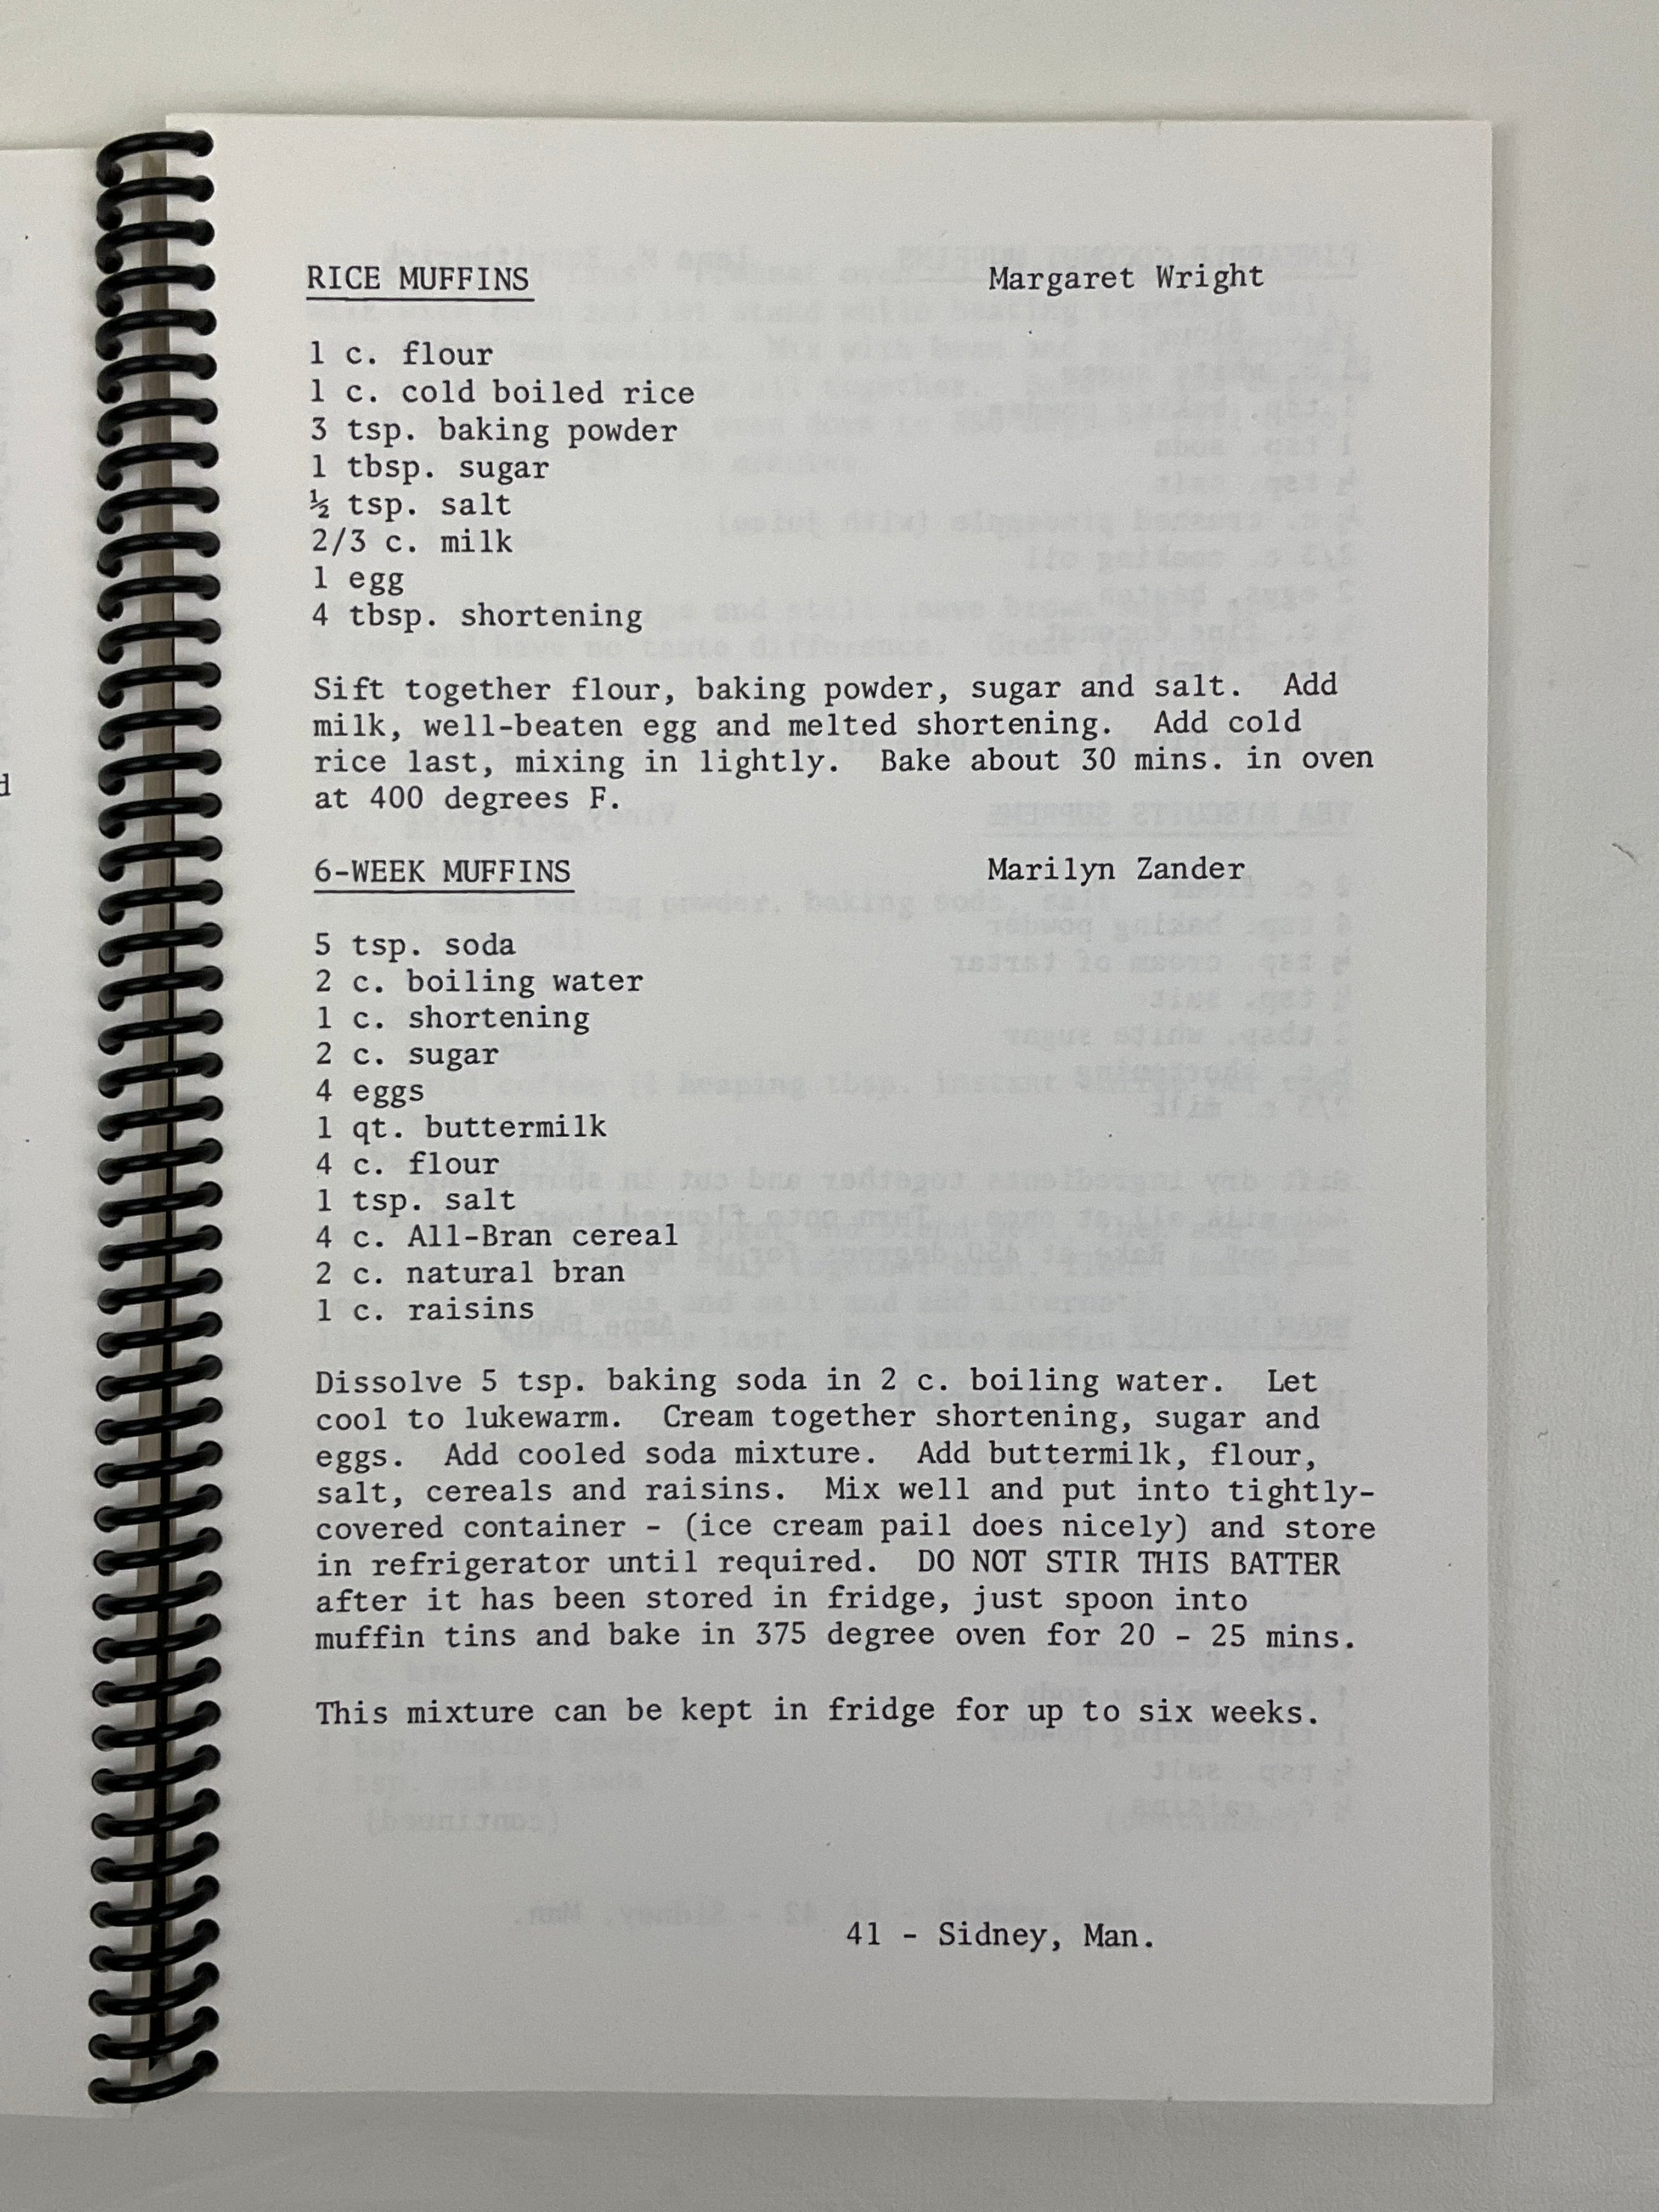 RICE MUFFINS Margaret Wright
1 c. flour
1 c. cold boiled rice
3 tsp. baking powder
1 tbsp. sugar
½ tsp. salt
2/3 c. milk
1 egg
4 tbsp. shortening
Sift together flour, baking powder, sugar and salt. Add
milk, well-beaten egg and melted shortening. Add cold
rice last, mixing in lightly. Bake about 30 mins. in oven
at 400 degrees F.
6-WEEK MUFFINS Marilyn Zander
5 tsp. soda
2 c. boiling water
1 c. shortening
2 c. sugar
4 eggs
1 qt. buttermilk
4 c. flour
1 tsp. salt
4 c. All-Bran cereal
2 c. natural bran
1 c. raisins
Dissolve 5 tsp. baking soda in 2 c. boiling water. Let
cool to lukewarm. Cream together shortening, sugar and
eggs. Add cooled soda mixture. Add buttermilk, flour,
salt, cereals and raisins. Mix well and put into tightly-
covered container - (ice cream pail does nicely) and store
in refrigerator until required. DO NOT STIR THIS BATTER
after it has been stored in fridge, just spoon into
muffin tins and bake in 375 degree oven for 20 - 25 mins.
This mixture can be kept in fridge for up to six weeks.
41 - Sidney, Man.